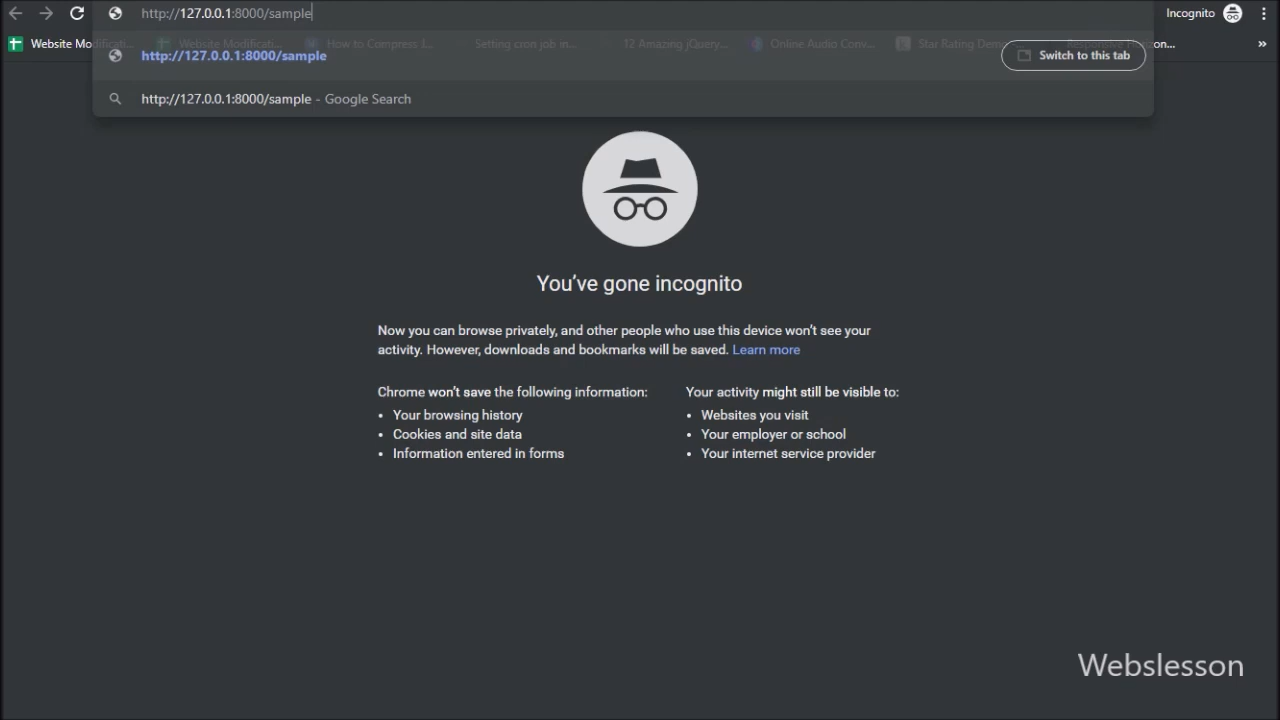 http://127.0.0.1:8000/sample
Incognito
Website Modificati...
Website Modificati...
How to Compress I...
Setting cron job in...
12 Amazing jQuery...
Online Audio Conv...
Star Rating Demo
Responsive Horizon...
»
http://127.0.0.1:8000/sample
Switch to this tab
http://127.0.0.1:8000/sample - Google Search
You've gone incognito
Now you can browse privately, and other people who use this device won't see your
activity. However, downloads and bookmarks will be saved. Learn more
Chrome won't save the following information:
• Your browsing history
• Cookies and site data
• Information entered in forms
Your activity might still be visible to:
• Websites you visit
• Your employer or school
• Your internet service provider
Webslesson